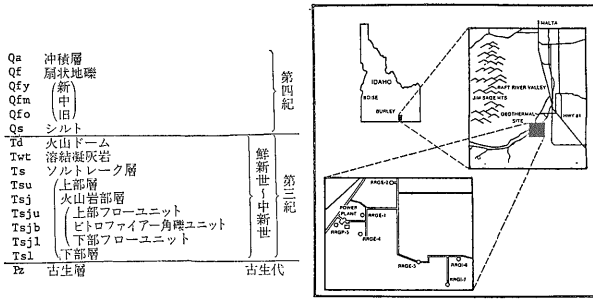 Qa 冲積層
Qf 扇状地礫
Qfy (新)
Qfm (中)
Qfo (旧)
Qs シルト
第四紀
Td 火山ドーム
Twt 溶結凝灰岩
Ts ソルトレーク層
Tsu 上部層
Tsj 火山岩部層
Tsju 上部フローユニット
Tsjb ビトロファイアー角礫ユニット
Tsjl 下部フローユニット
Tsl 下部層
鮮新世〜中新世
第三紀
Pz 古生層 古生代
IDAHO
BOISE
BURLEY
MALTA
RAFT RIVER VALLEY
JIM SAGE MTS
GEOTHERMAL SITE
HWY 81
RRGE-2
POWER PLANT
RRGE-1
RRGP-5
RRGP-4
RRGE-3
RRGI-6
RRGI-7